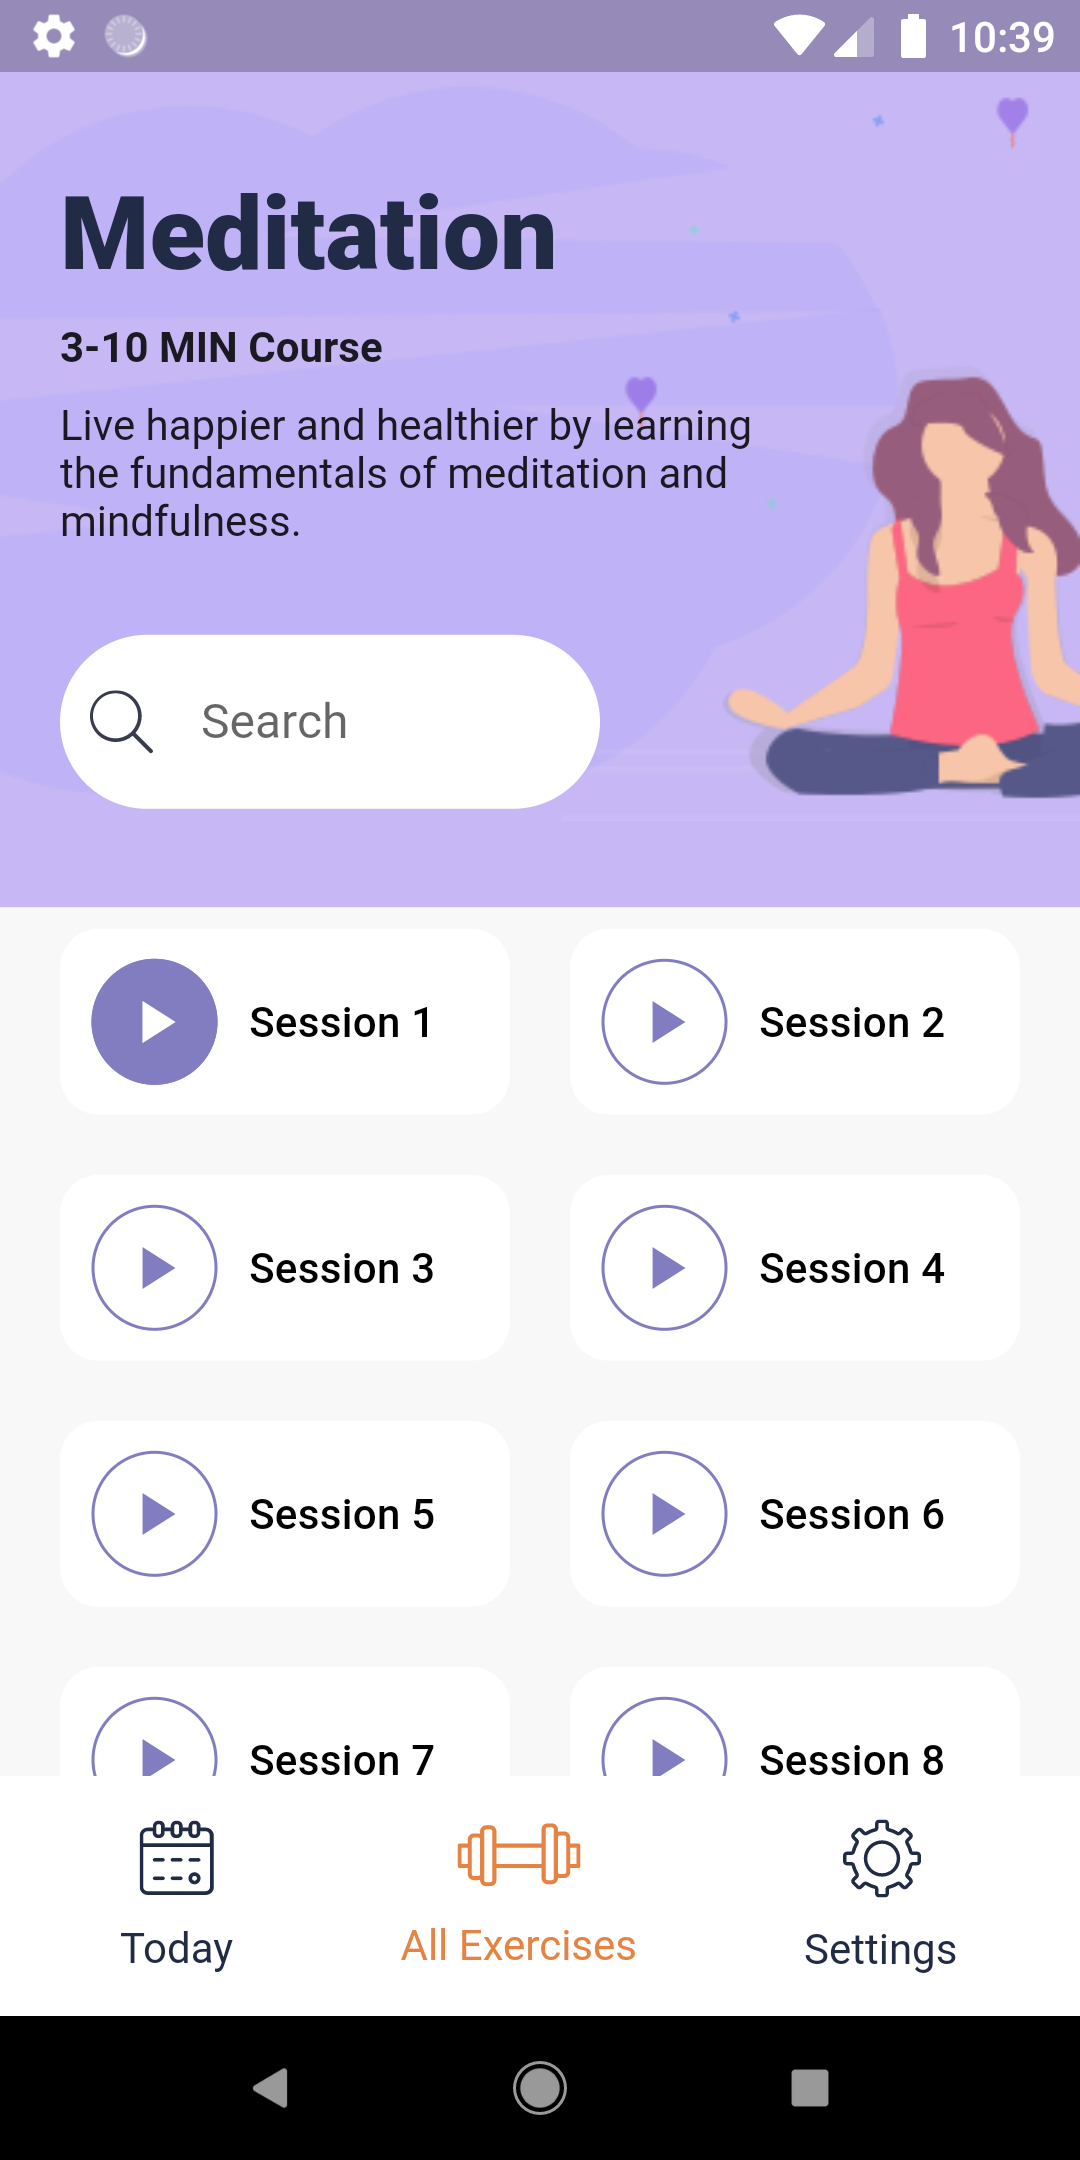 10:39
Meditation
3-10 MIN Course
Live happier and healthier by learning
the fundamentals of meditation and
mindfulness.
Search
Session 1
Session 2
Session 3
Session 4
Session 5
Session 6
Session 7
Session 8
Today
All Exercises
Settings